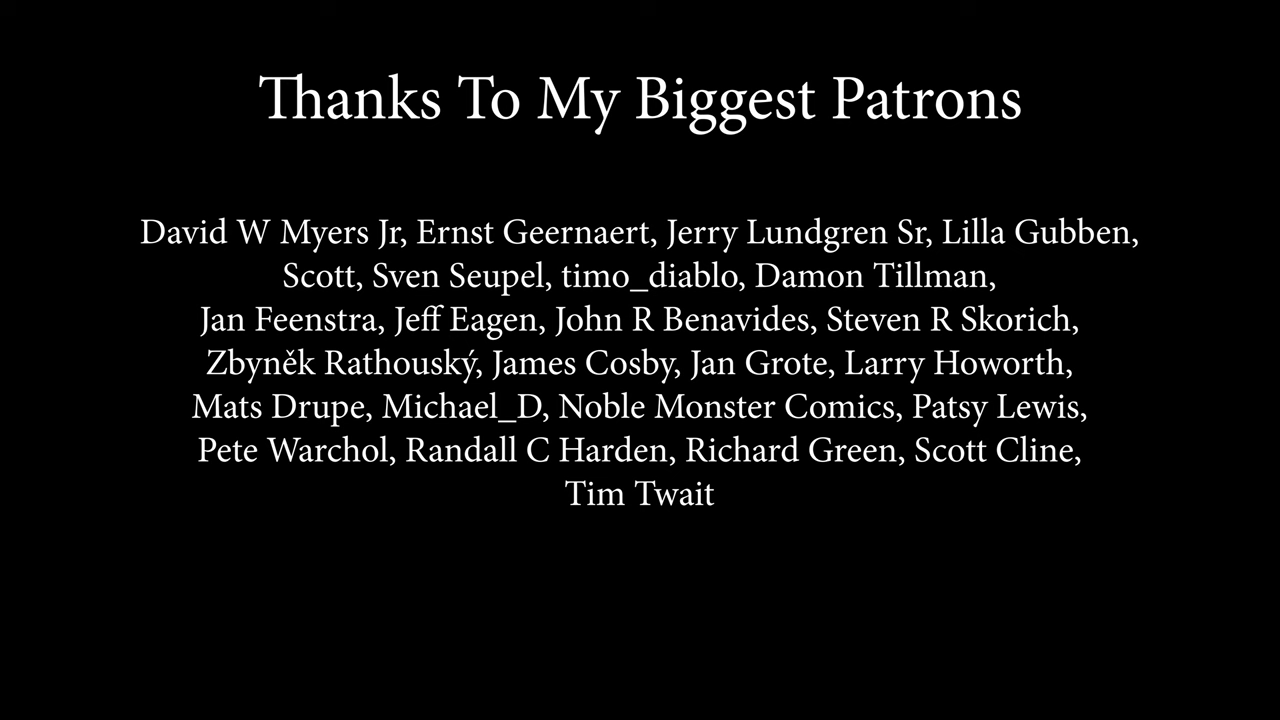 Thanks To My Biggest Patrons
David W Myers Jr, Ernst Geernaert, Jerry Lundgren Sr, Lilla Gubben,
Scott, Sven Seupel, timo_diablo, Damon Tillman,
Jan Feenstra, Jeff Eagen, John R Benavides, Steven R Skorich,
Zbyněk Rathouský, James Cosby, Jan Grote, Larry Howorth,
Mats Drupe, Michael_D, Noble Monster Comics, Patsy Lewis,
Pete Warchol, Randall C Harden, Richard Green, Scott Cline,
Tim Twait